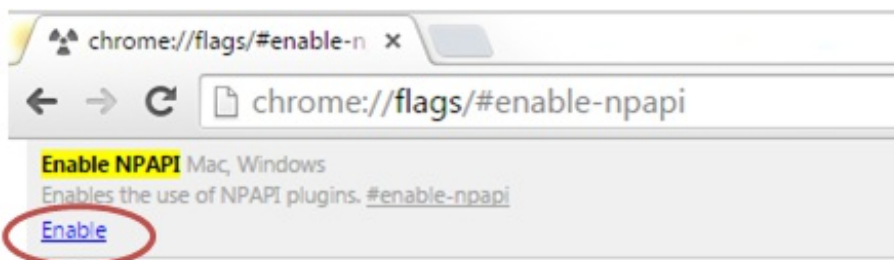 chrome://flags/#enable-n
chrome://flags/#enable-npapi
Enable NPAPI Mac, Windows
Enables the use of NPAPI plugins. #enable-npapi
Enable